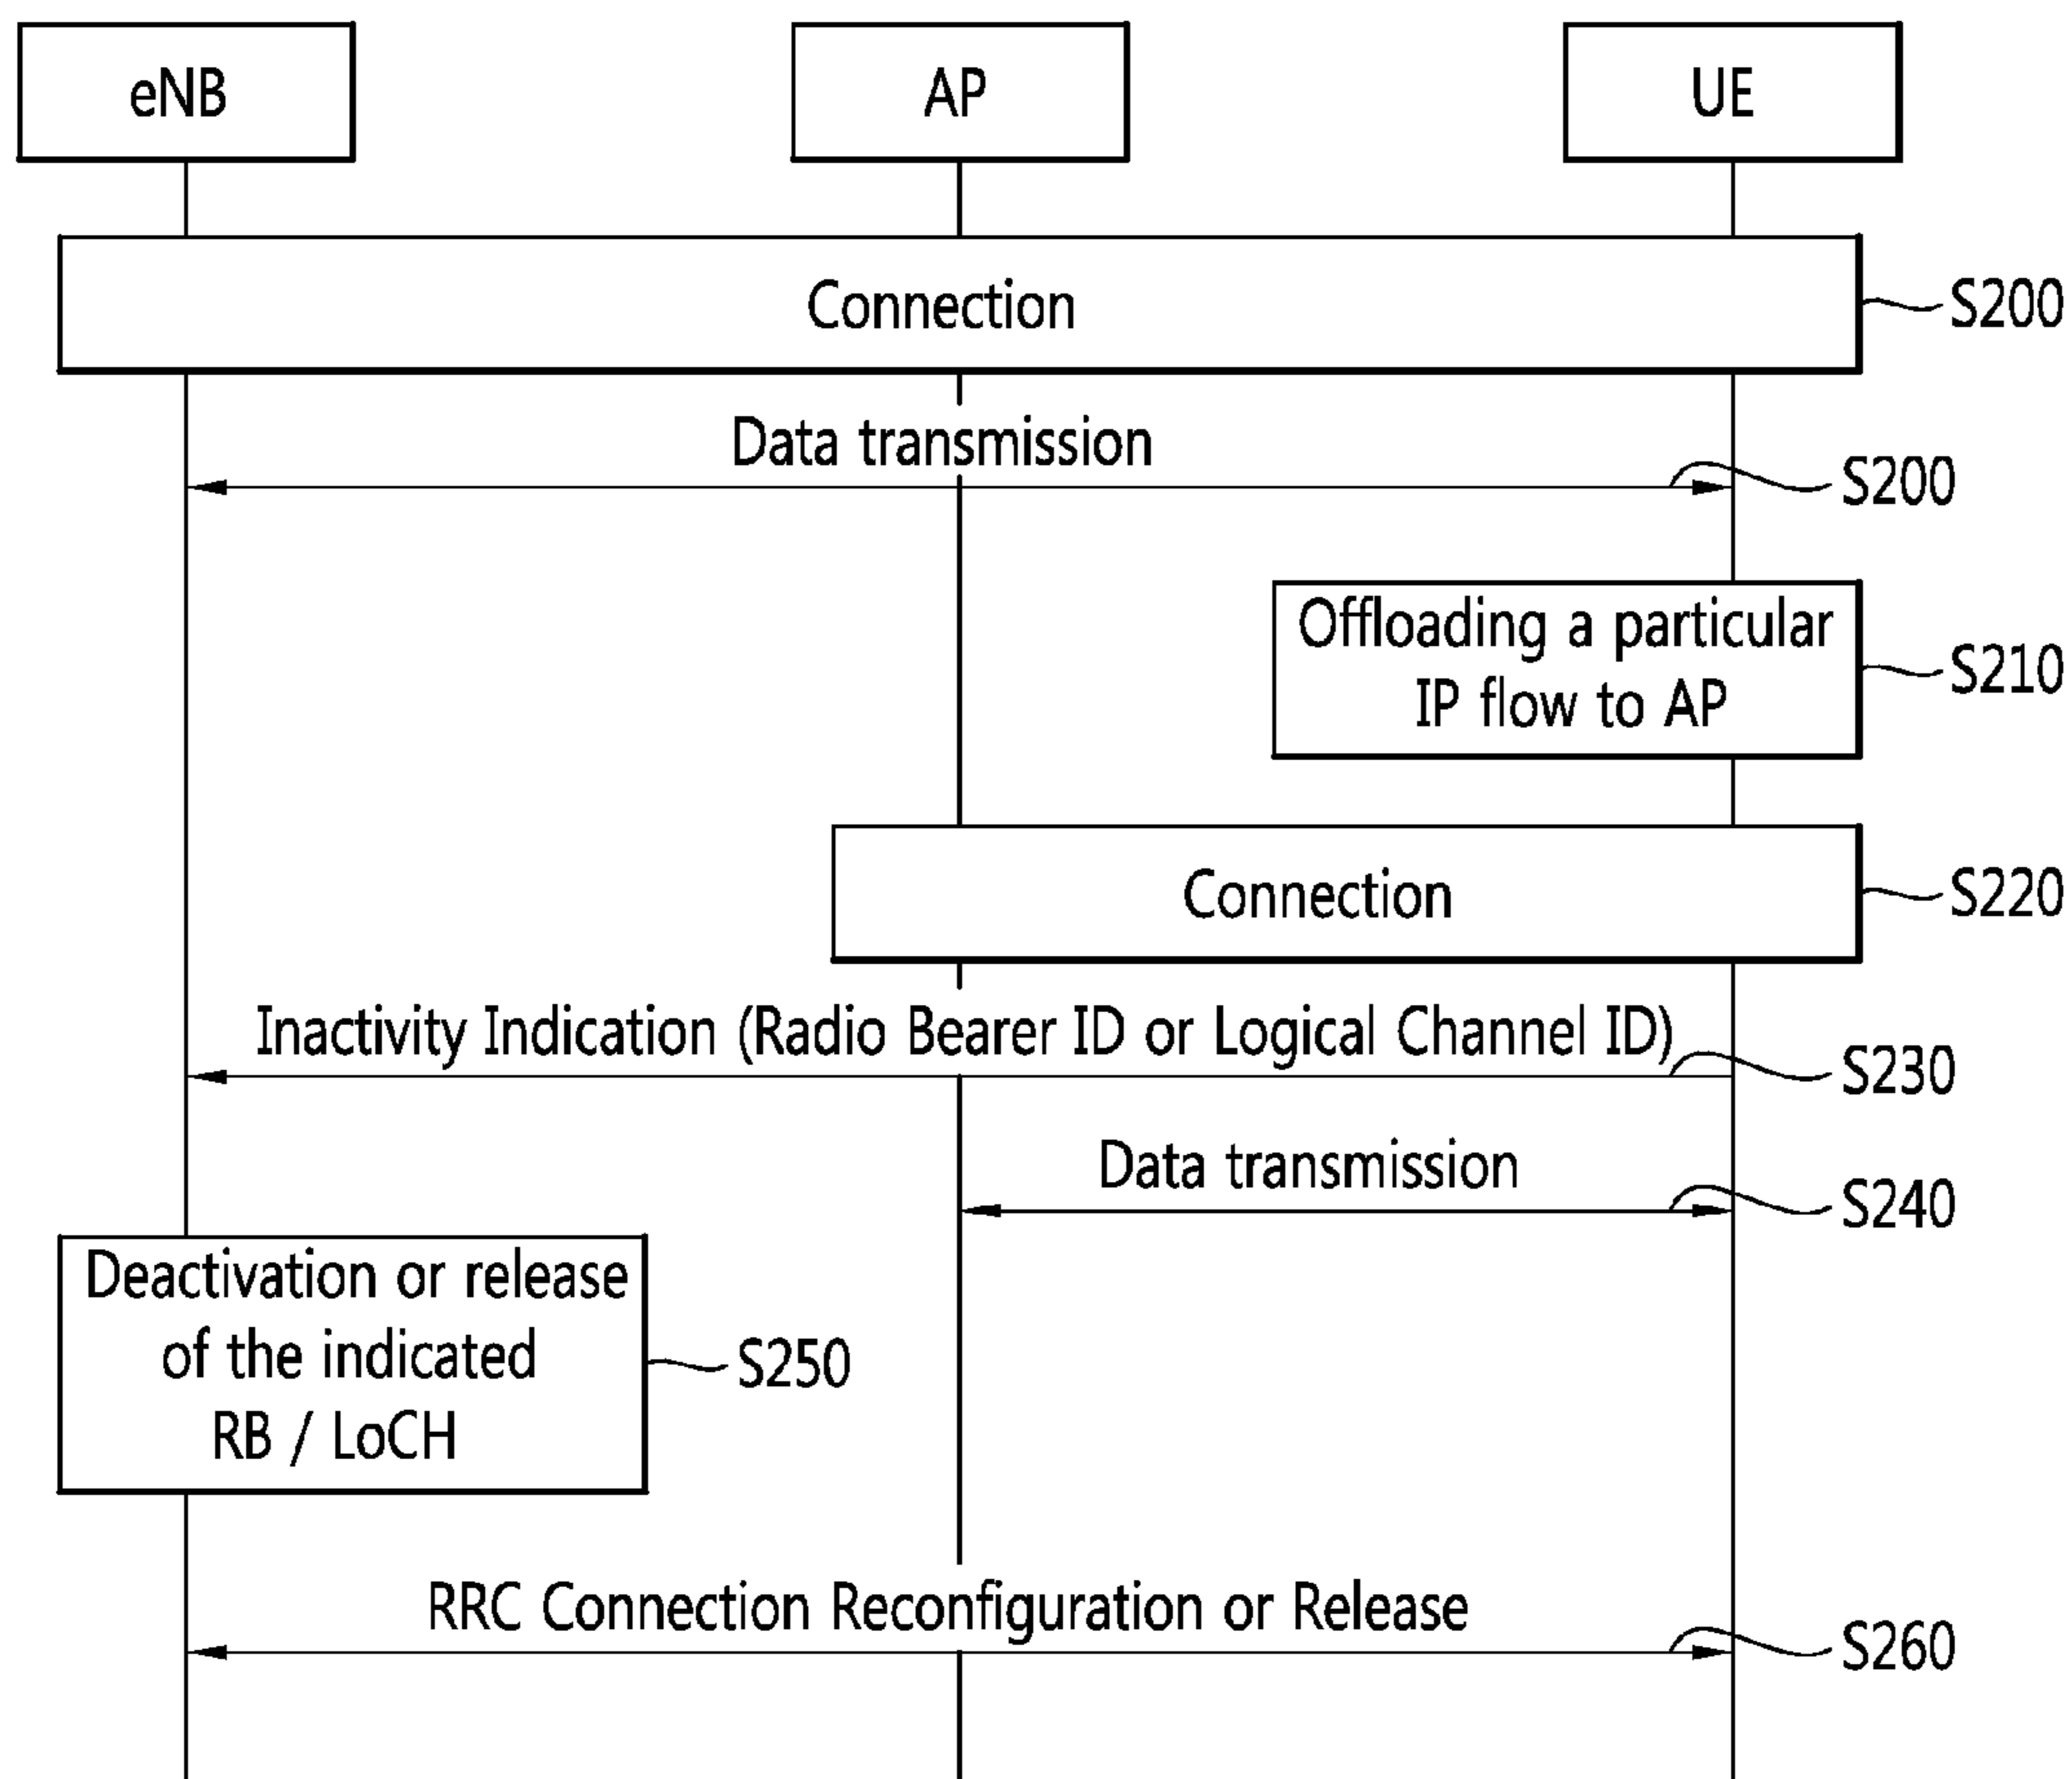 eNB
AP
UE
Connection
S200
Data transmission
S200
Offloading a particular
IP flow to AP
S210
Connection
S220
Inactivity Indication (Radio Bearer ID or Logical Channel ID)
S230
Data transmission
S240
Deactivation or release
of the indicated
RB / LoCH
S250
RRC Connection Reconfiguration or Release
S260